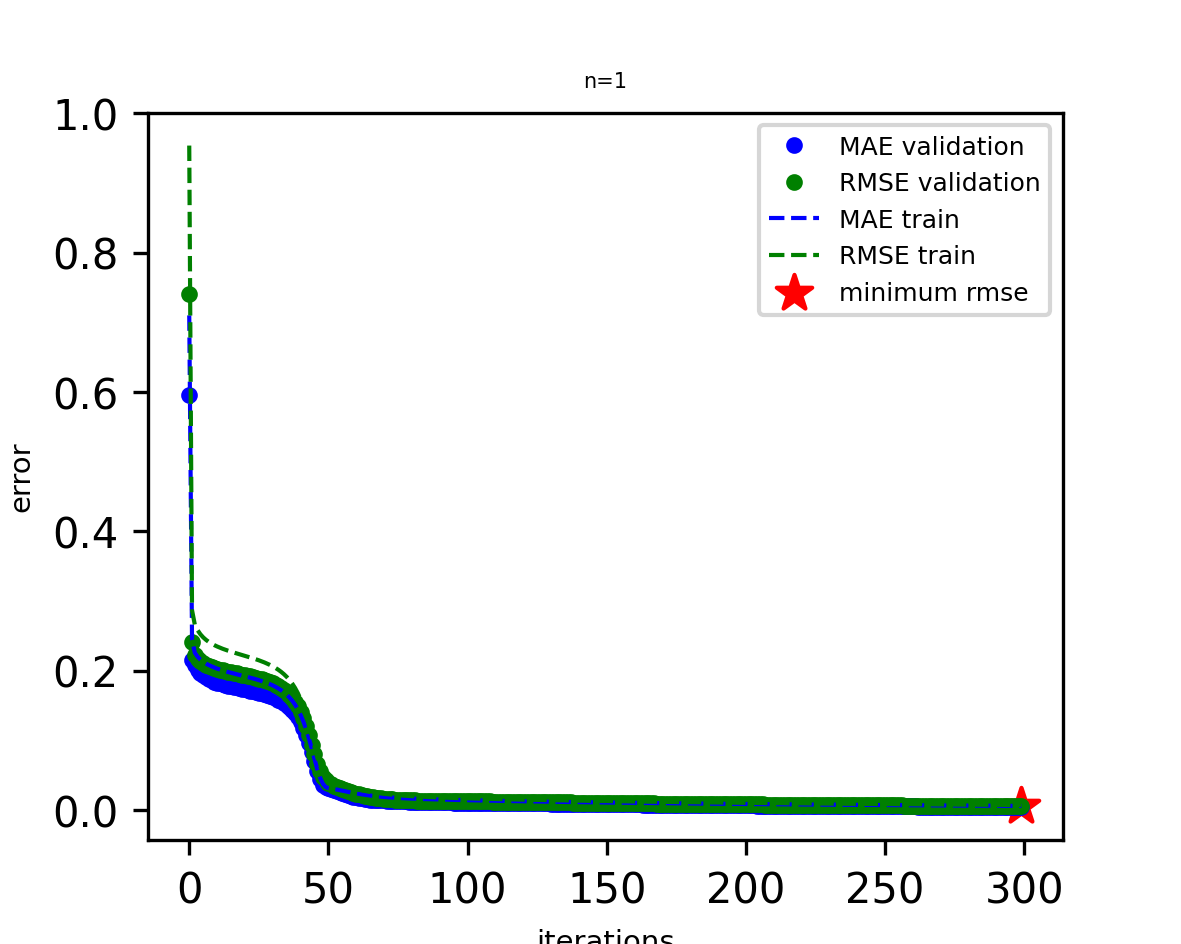 n=1
1.0
0.8
0.6
0.4
0.2
0.0
error
MAE validation
RMSE validation
MAE train
RMSE train
minimum rmse
0 50 100 150 200 250 300
iterations